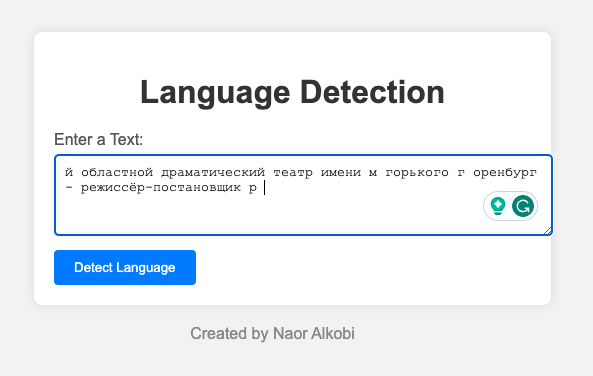 Language Detection
Enter a Text:
й областной драматический театр имени м горького г оренбург
- режиссёр-постановщик р
Detect Language
Created by Naor Alkobi